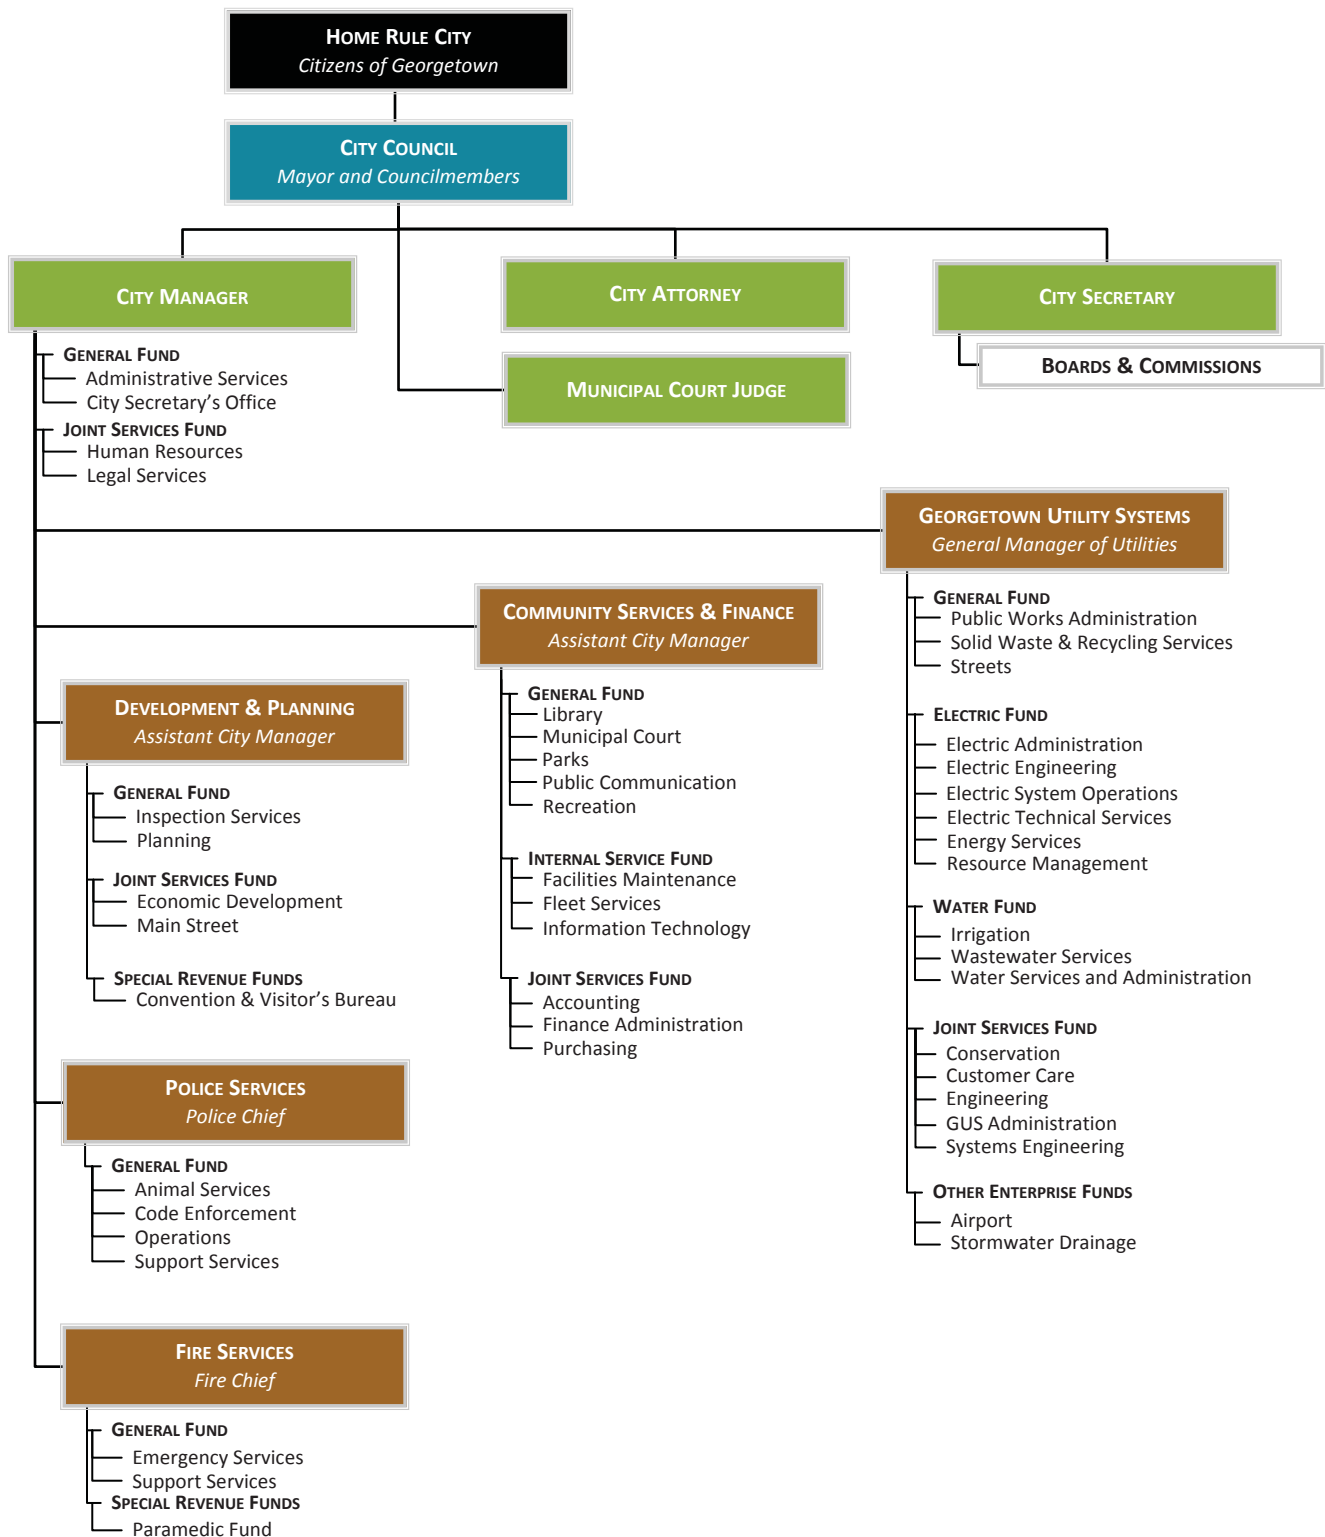 HOME RULE CITY
Citizens of Georgetown
CITY COUNCIL
Mayor and Councilmembers
CITY MANAGER
CITY ATTORNEY
CITY SECRETARY
MUNICIPAL COURT JUDGE
BOARDS & COMMISSIONS
GENERAL FUND
Administrative Services
City Secretary's Office
JOINT SERVICES FUND
Human Resources
Legal Services
GEORGETOWN UTILITY SYSTEMS
General Manager of Utilities
GENERAL FUND
Public Works Administration
Solid Waste & Recycling Services
Streets
ELECTRIC FUND
Electric Administration
Electric Engineering
Electric System Operations
Electric Technical Services
Energy Services
Resource Management
WATER FUND
Irrigation
Wastewater Services
Water Services and Administration
JOINT SERVICES FUND
Conservation
Customer Care
Engineering
GUS Administration
Systems Engineering
OTHER ENTERPRISE FUNDS
Airport
Stormwater Drainage
COMMUNITY SERVICES & FINANCE
Assistant City Manager
GENERAL FUND
Library
Municipal Court
Parks
Public Communication
Recreation
INTERNAL SERVICE FUND
Facilities Maintenance
Fleet Services
Information Technology
JOINT SERVICES FUND
Accounting
Finance Administration
Purchasing
DEVELOPMENT & PLANNING
Assistant City Manager
GENERAL FUND
Inspection Services
Planning
JOINT SERVICES FUND
Economic Development
Main Street
SPECIAL REVENUE FUNDS
Convention & Visitor's Bureau
POLICE SERVICES
Police Chief
GENERAL FUND
Animal Services
Code Enforcement
Operations
Support Services
FIRE SERVICES
Fire Chief
GENERAL FUND
Emergency Services
Support Services
SPECIAL REVENUE FUNDS
Paramedic Fund